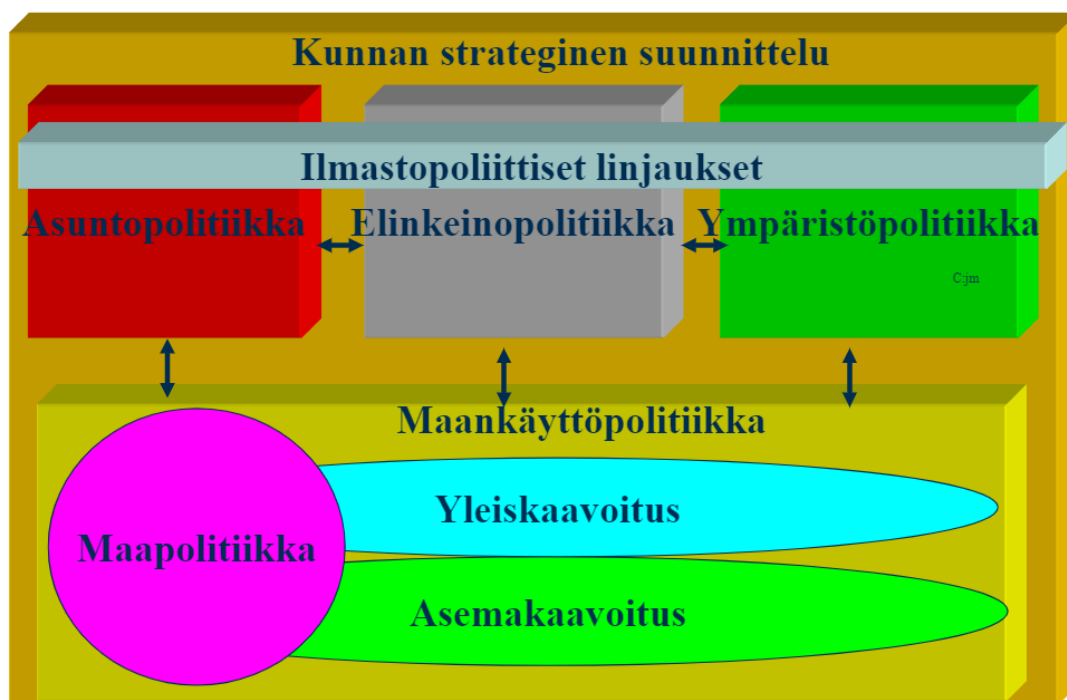 Kunnan strateginen suunnittelu
Ilmastopoliittiset linjaukset
Asuntopolitiikka
Elinkeinopolitiikka
Ympäristöpolitiikka
C:jm
Maankäyttöpolitiikka
Yleiskaavoitus
Maapolitiikka
Asemakaavoitus